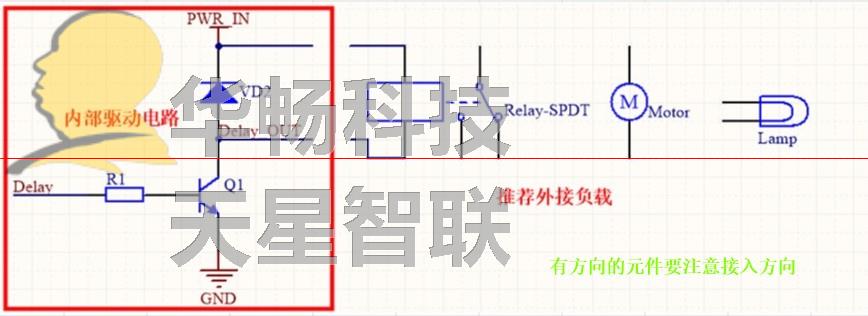 PWR_IN
华畅科技
VD2
内部驱动电路
Delay_OUT
Relay-SPDT
Motor
M
Lamp
Delay
R1
Q1
天星智联
推荐外接负载
有方向的元件要注意接入方向
GND